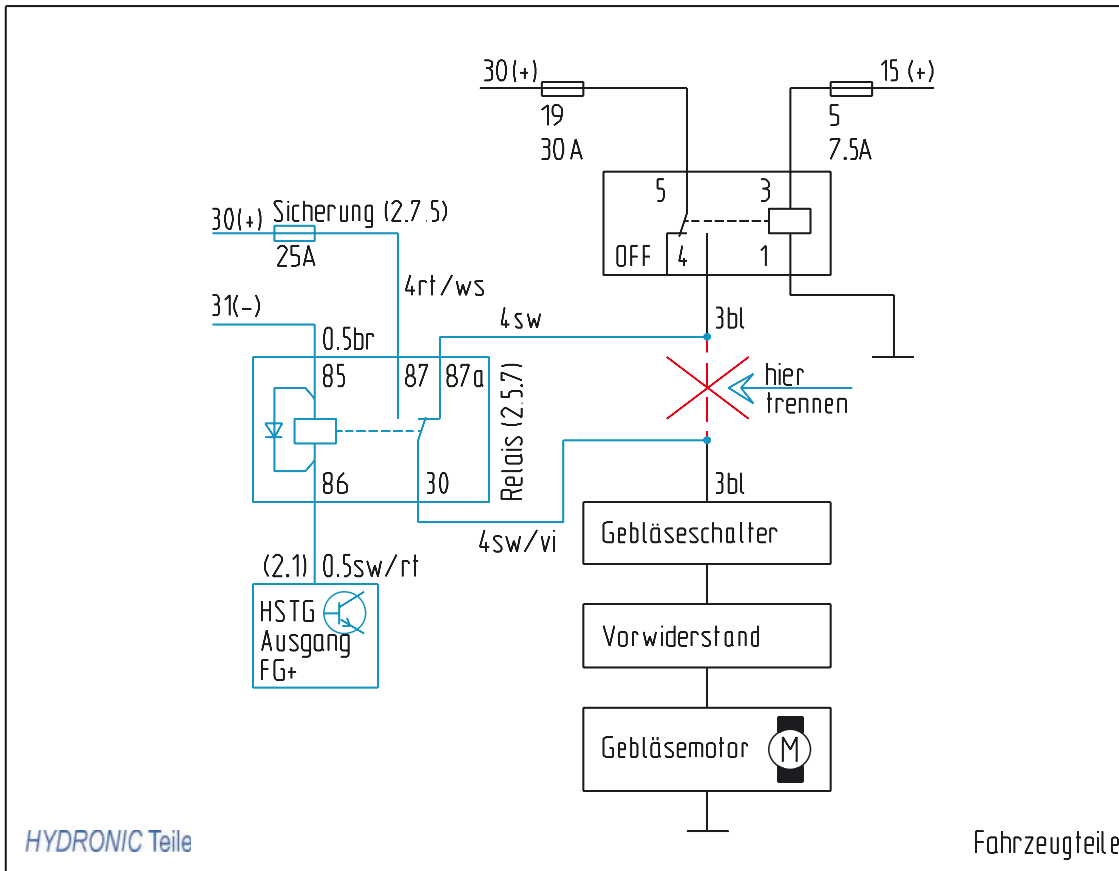 30(+)
15 (+)
19
5
30A
7.5A
5
3
30(+)
Sicherung (2.7.5)
25A
OFF
4
1
4rt/ws
31(-)
4sw
3bl
0.5br
85
87
87a
Relais (2.5.7)
hier
trennen
86
30
3bl
4sw/vi
Gebläseschalter
(2.1)
0.5sw/rt
HSTG
Ausgang
FG+
Vorwiderstand
Gebläsemotor
M
HYDRONIC Teile
Fahrzeugteile